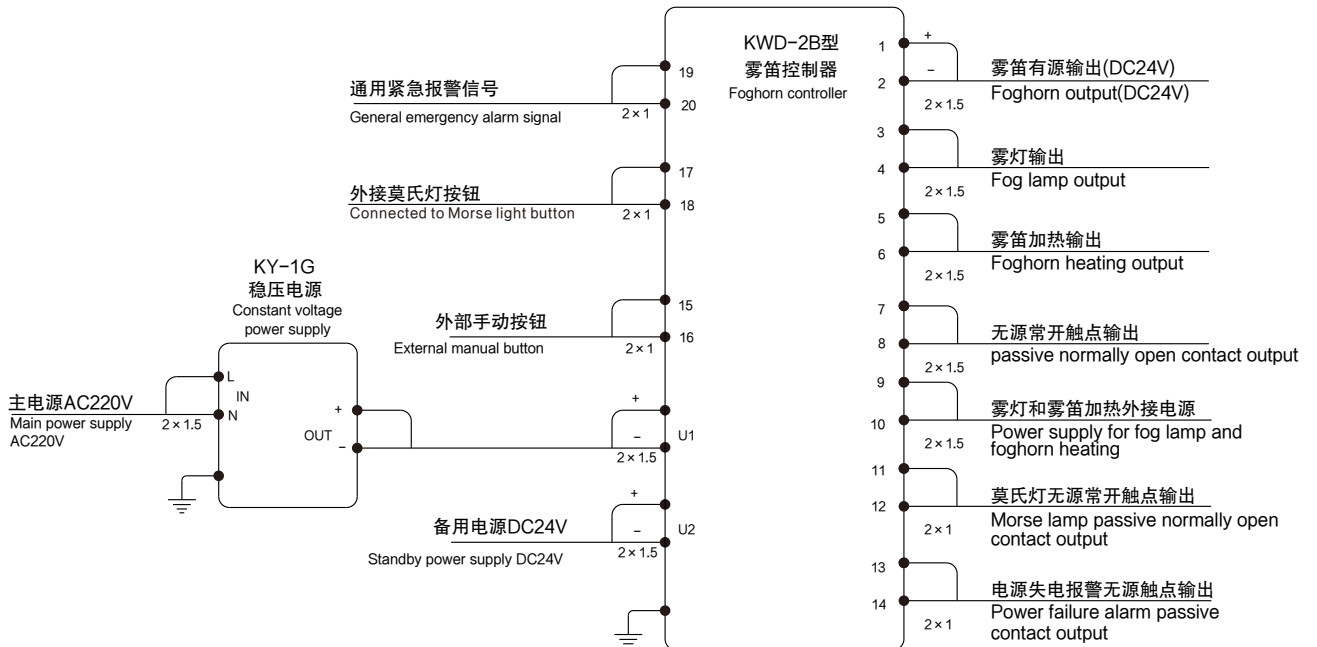 KWD-2B型
雾笛控制器
Foghorn controller
19
20
通用紧急报警信号
General emergency alarm signal
2×1
17
18
外接莫氏灯按钮
Connected to Morse light button
2×1
15
16
外部手动按钮
External manual button
2×1
KY-1G
稳压电源
Constant voltage
power supply
L
IN
N
+
OUT
−
主电源AC220V
Main power supply
AC220V
2×1.5
+
−
U1
2×1.5
+
−
U2
2×1.5
备用电源DC24V
Standby power supply DC24V
1
+
2
−
2×1.5
雾笛有源输出(DC24V)
Foghorn output(DC24V)
3
4
2×1.5
雾灯输出
Fog lamp output
5
6
2×1.5
雾笛加热输出
Foghorn heating output
7
8
2×1.5
无源常开触点输出
passive normally open contact output
9
10
2×1.5
雾灯和雾笛加热外接电源
Power supply for fog lamp and
foghorn heating
11
12
2×1
莫氏灯无源常开触点输出
Morse lamp passive normally open
contact output
13
14
2×1
电源失电报警无源触点输出
Power failure alarm passive
contact output